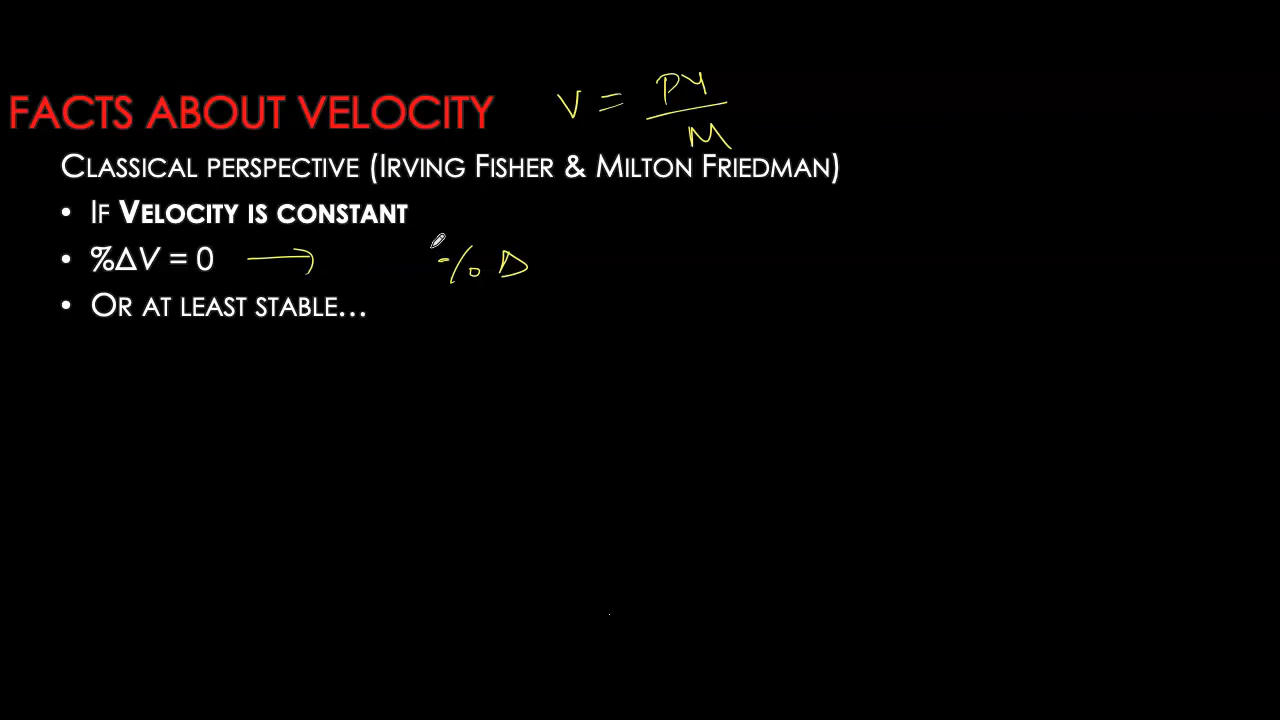 FACTS ABOUT VELOCITY V = PY / M
CLASSICAL PERSPECTIVE (IRVING FISHER & MILTON FRIEDMAN)
• IF VELOCITY IS CONSTANT
• %ΔV = 0 → % Δ
• OR AT LEAST STABLE...